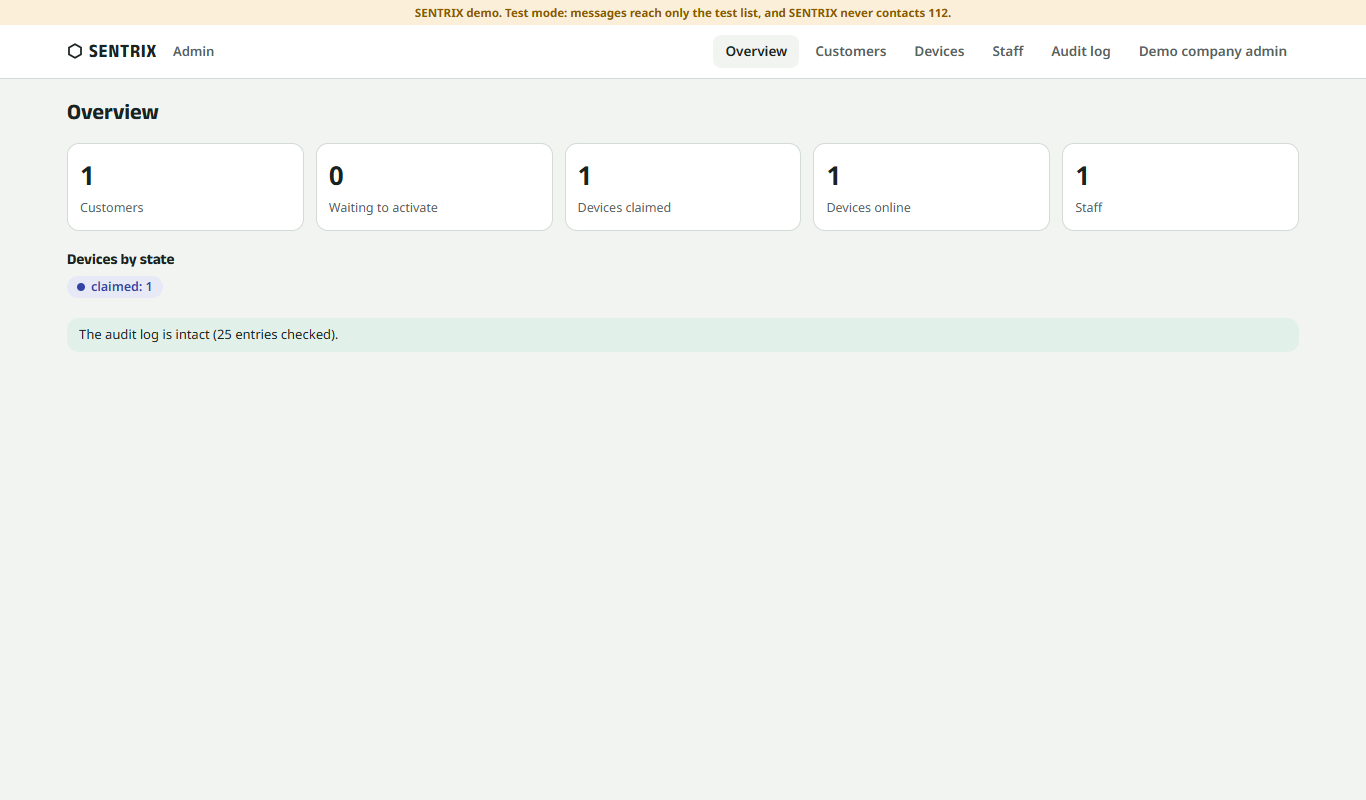 SENTRIX demo. Test mode: messages reach only the test list, and SENTRIX never contacts 112.
SENTRIX Admin Overview Customers Devices Staff Audit log Demo company admin
Overview
1 0 1 1 1
Customers Waiting to activate Devices claimed Devices online Staff
Devices by state
claimed: 1
The audit log is intact (25 entries checked).